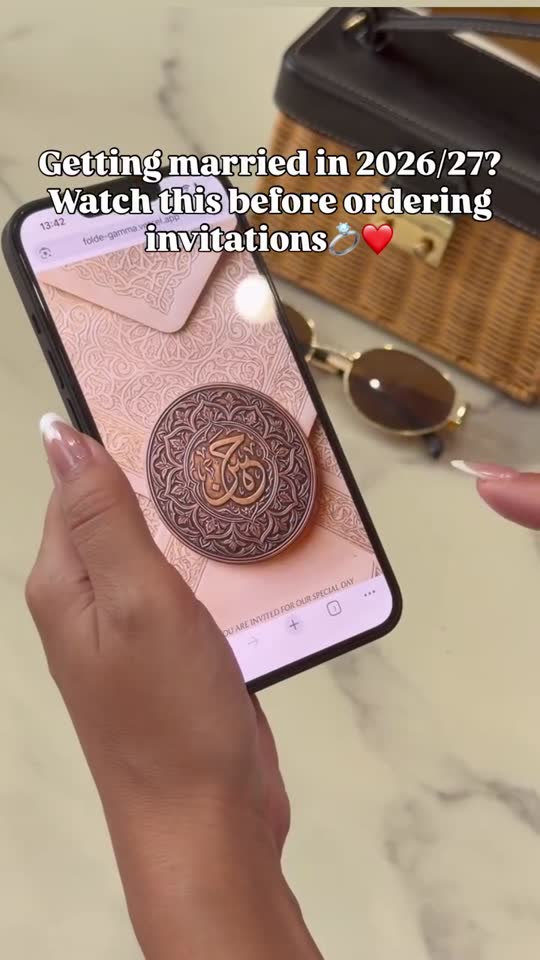 Getting married in 2026/27?
Watch this before ordering
invitations💍❤️
13:42
YOU ARE INVITED FOR OUR SPECIAL DAY